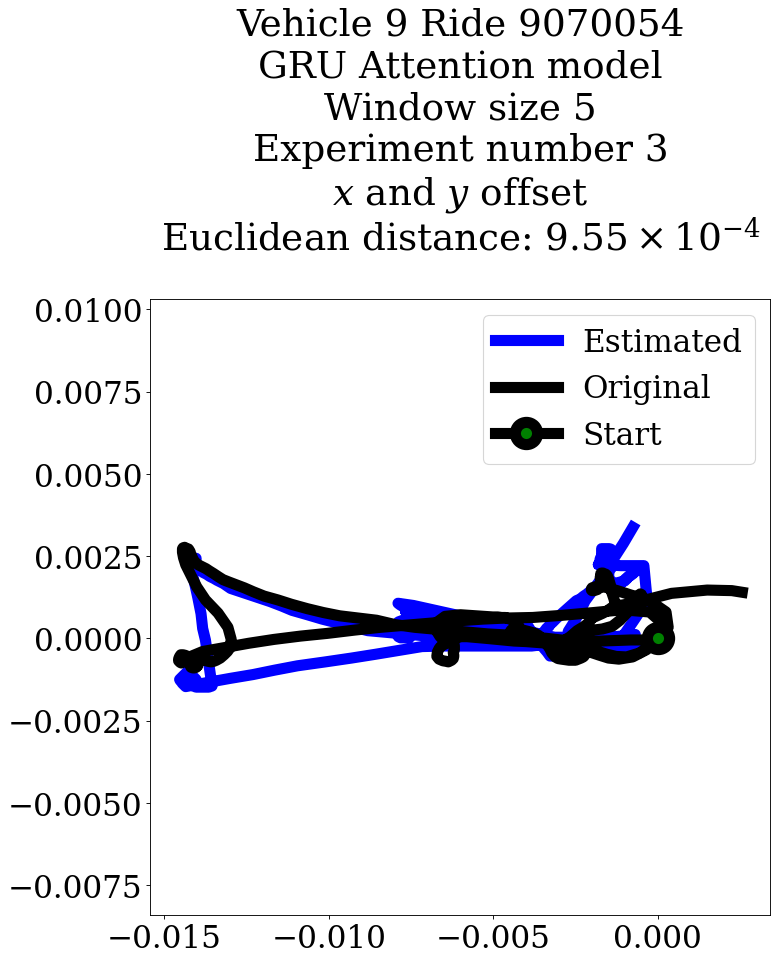 Vehicle 9 Ride 9070054
GRU Attention model
Window size 5
Experiment number 3
x and y offset
Euclidean distance: 9.55 × 10⁻⁴
0.0100
0.0075
0.0050
0.0025
0.0000
−0.0025
−0.0050
−0.0075
Estimated
Original
Start
−0.015 −0.010 −0.005 0.000